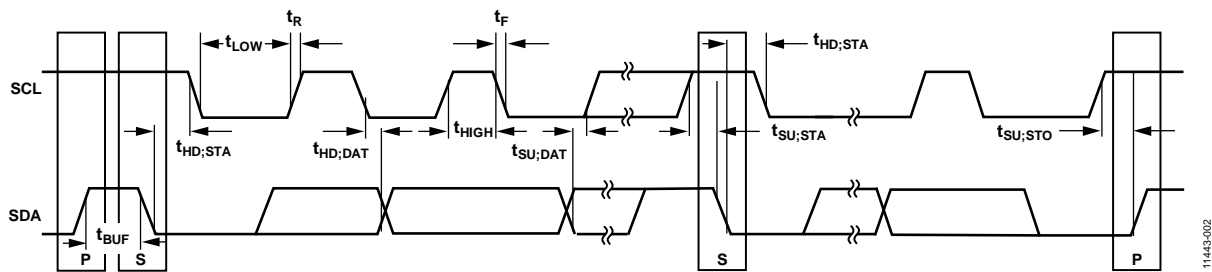 tR
tF
tLOW
tHD;STA
SCL
tHD;STA
tHD;DAT
tHIGH
tSU;DAT
tSU;STA
tSU;STO
SDA
tBUF
P
S
S
P
11443-002